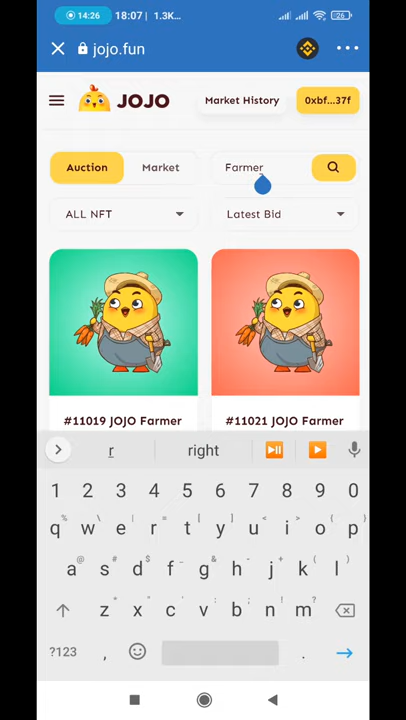 14:26 18:07 | 1.3K... 26
jojo.fun
JOJO Market History 0xbf...37f
Auction Market Farmer
ALL NFT Latest Bid
#11019 JOJO Farmer #11021 JOJO Farmer
r right
1 2 3 4 5 6 7 8 9 0
q% w^ e| r= t[ y] u< i> o{ p}
a@ s# d$ f_ g& h- j+ k( l)
z* x" c' v: b; n! m?
?123 , .